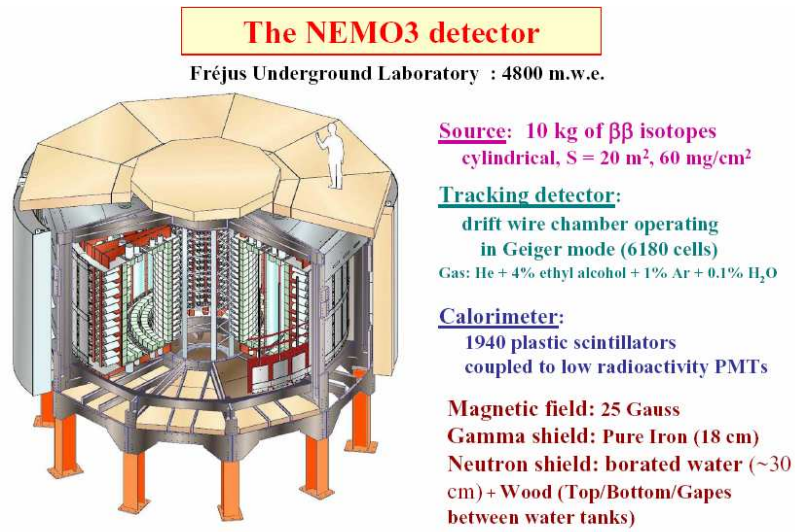 The NEMO3 detector
Fréjus Underground Laboratory : 4800 m.w.e.
Source: 10 kg of ββ isotopes
cylindrical, S = 20 m², 60 mg/cm²
Tracking detector:
drift wire chamber operating
in Geiger mode (6180 cells)
Gas: He + 4% ethyl alcohol + 1% Ar + 0.1% H₂O
Calorimeter:
1940 plastic scintillators
coupled to low radioactivity PMTs
Magnetic field: 25 Gauss
Gamma shield: Pure Iron (18 cm)
Neutron shield: borated water (~30
cm) + Wood (Top/Bottom/Gapes
between water tanks)